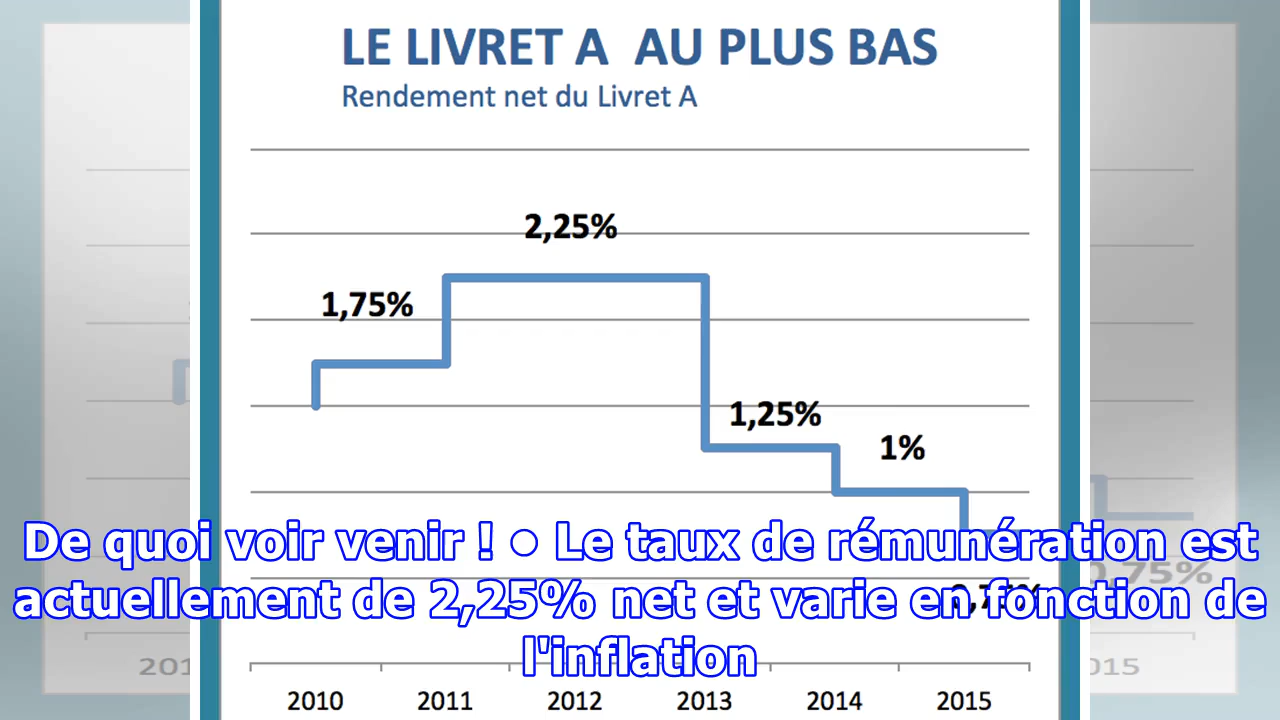 LE LIVRET A AU PLUS BAS
Rendement net du Livret A
2,25%
1,75%
1,25%
1%
De quoi voir venir ! • Le taux de rémunération est
actuellement de 2,25% net et varie en fonction de
l'inflation
0,75%
2010 2011 2012 2013 2014 2015